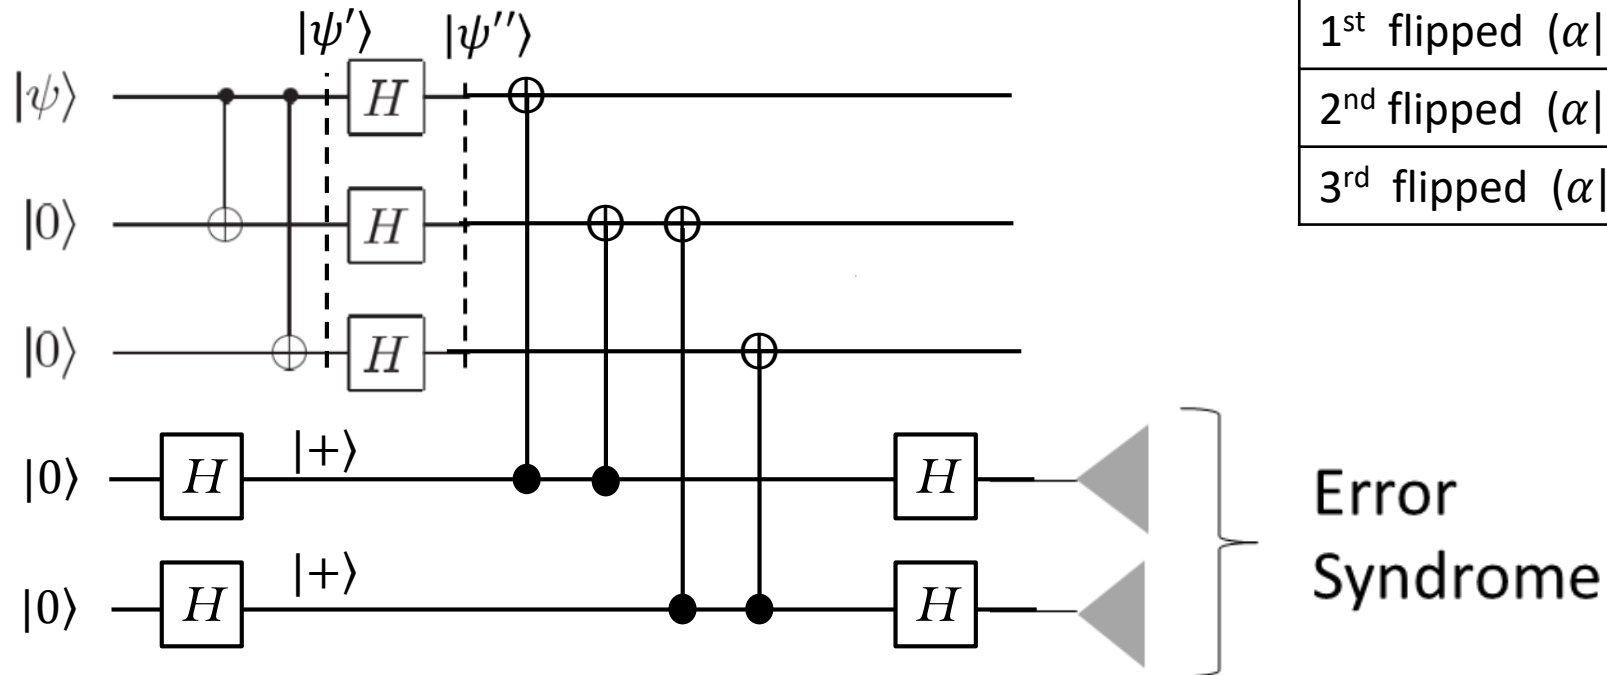 |ψ′⟩ |ψ′′⟩
|ψ⟩ H
|0⟩ H
|0⟩ H
|0⟩ H |+⟩ H
|0⟩ H |+⟩ H
1st flipped (α|
2nd flipped (α|
3rd flipped (α|
Error
Syndrome